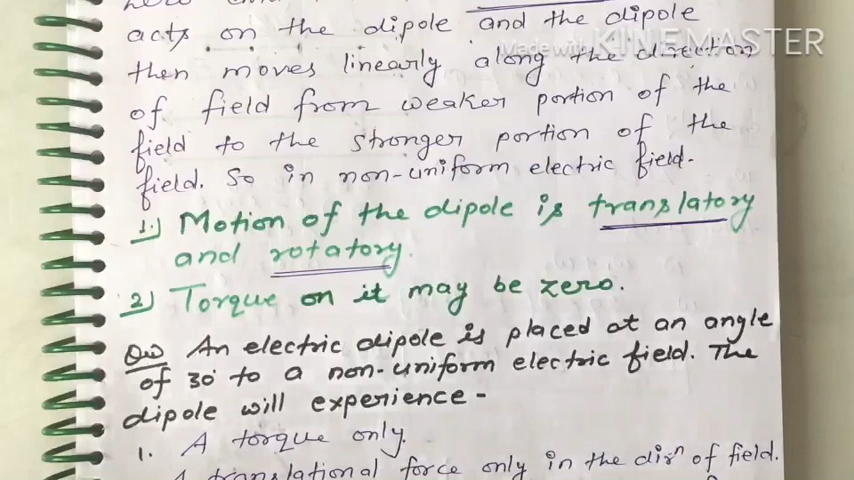 acts on the dipole and the dipole
Made with KINEMASTER
then moves linearly along the direction
of field from weaker portion of the
field to the stronger portion of the
field. So in non-uniform electric field.
1.) Motion of the dipole is translatory
and rotatory.
2) Torque on it may be zero.
Que An electric dipole is placed at an angle
of 30° to a non-uniform electric field. The
dipole will experience -
1. A torque only.
A translational force only in the dirn of field.